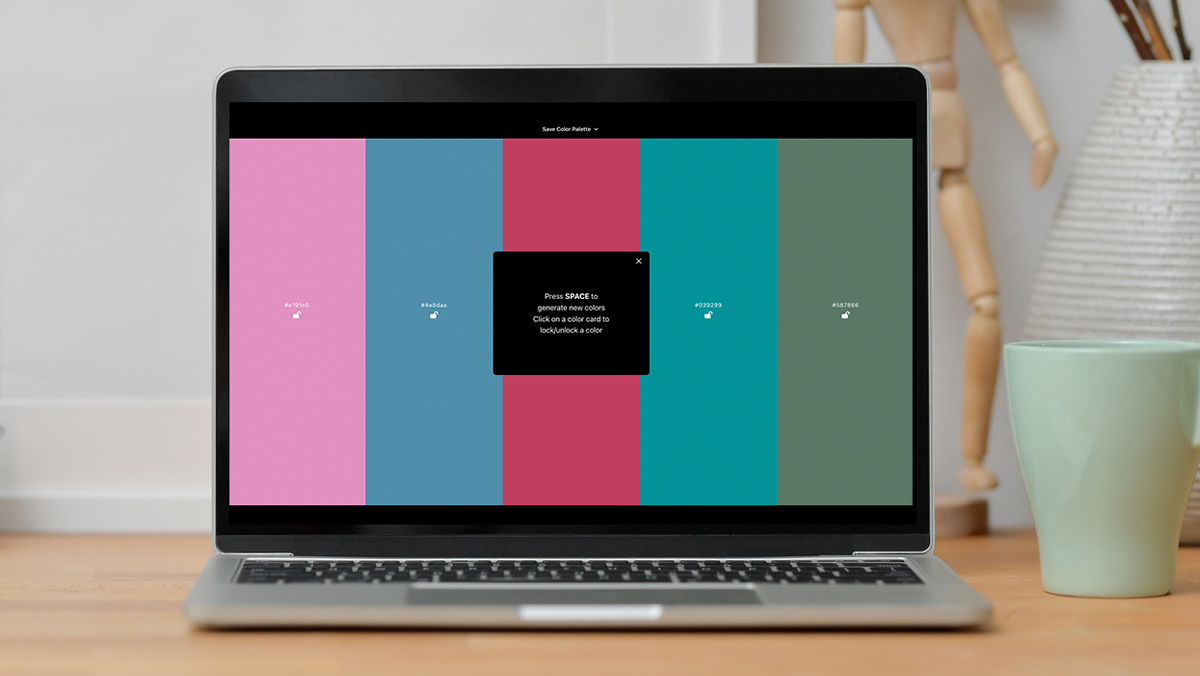 Save Color Palette
Press SPACE to
generate new colors
Click on a color card to
lock/unlock a color
#e191c0
#4e8daa
#039299
#587666